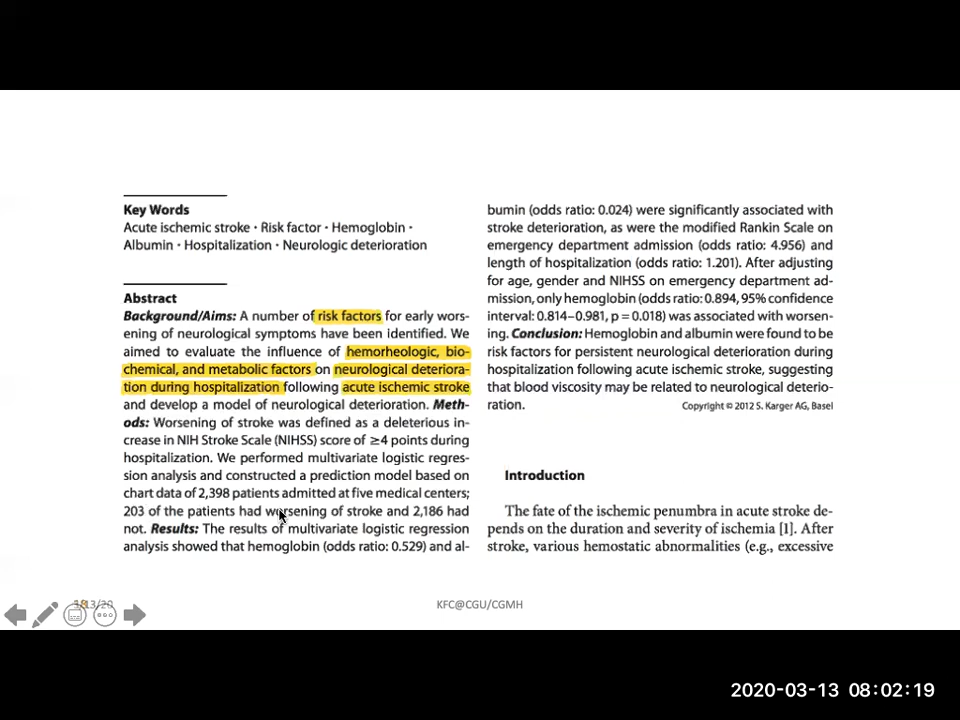 Key Words
Acute ischemic stroke · Risk factor · Hemoglobin ·
Albumin · Hospitalization · Neurologic deterioration
Abstract
Background/Aims: A number of risk factors for early wors-
ening of neurological symptoms have been identified. We
aimed to evaluate the influence of hemorheologic, bio-
chemical, and metabolic factors on neurological deteriora-
tion during hospitalization following acute ischemic stroke
and develop a model of neurological deterioration. Meth-
ods: Worsening of stroke was defined as a deleterious in-
crease in NIH Stroke Scale (NIHSS) score of ≥4 points during
hospitalization. We performed multivariate logistic regres-
sion analysis and constructed a prediction model based on
chart data of 2,398 patients admitted at five medical centers;
203 of the patients had worsening of stroke and 2,186 had
not. Results: The results of multivariate logistic regression
analysis showed that hemoglobin (odds ratio: 0.529) and al-
bumin (odds ratio: 0.024) were significantly associated with
stroke deterioration, as were the modified Rankin Scale on
emergency department admission (odds ratio: 4.956) and
length of hospitalization (odds ratio: 1.201). After adjusting
for age, gender and NIHSS on emergency department ad-
mission, only hemoglobin (odds ratio: 0.894, 95% confidence
interval: 0.814–0.981, p = 0.018) was associated with worsen-
ing. Conclusion: Hemoglobin and albumin were found to be
risk factors for persistent neurological deterioration during
hospitalization following acute ischemic stroke, suggesting
that blood viscosity may be related to neurological deterio-
ration.
Copyright © 2012 S. Karger AG, Basel
Introduction
The fate of the ischemic penumbra in acute stroke de-
pends on the duration and severity of ischemia [1]. After
stroke, various hemostatic abnormalities (e.g., excessive
KFC@CGU/CGMH
2020-03-13 08:02:19